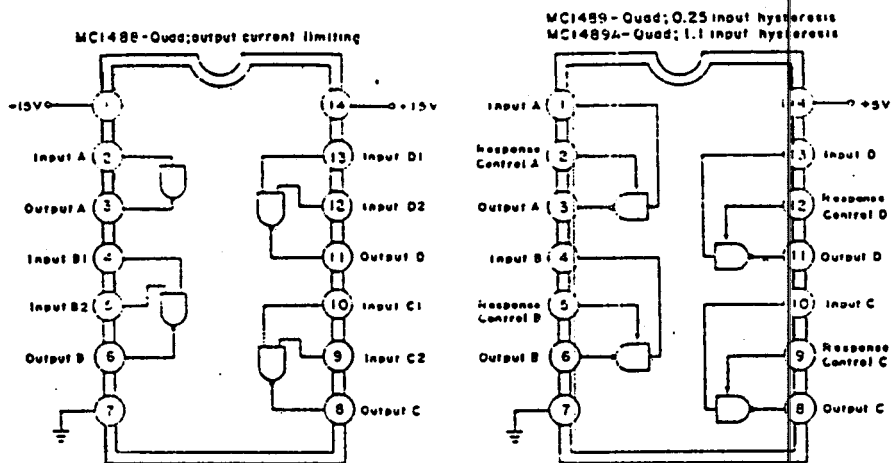 MC1488-Quad;output current limiting
-15V
1
14
+15V
Input A
2
13
Input D1
Output A
3
12
Input D2
Input B1
4
11
Output D
Input B2
5
10
Input C1
Output B
6
9
Input C2
7
8
Output C
MC1489-Quad; 0.25 input hysteresis
MC1489A-Quad; 1.1 input hysteresis
Input A
1
14
+5V
Response
Control A
2
13
Input D
Output A
3
12
Response
Control D
Input B
4
11
Output D
Response
Control B
5
10
Input C
Output B
6
9
Response
Control C
7
8
Output C